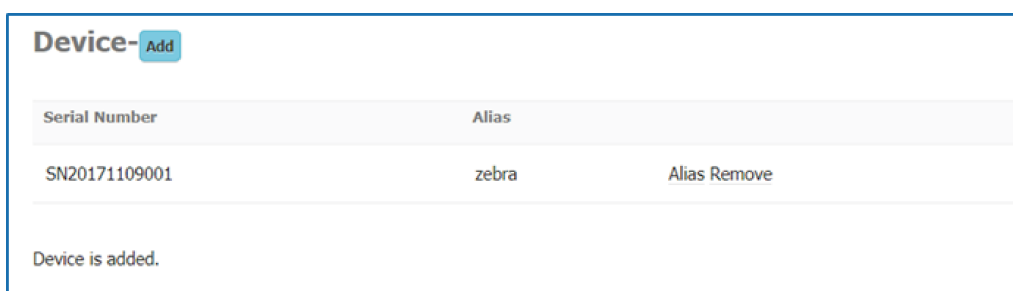 Device- Add
Serial Number Alias
SN20171109001 zebra Alias Remove
Device is added.